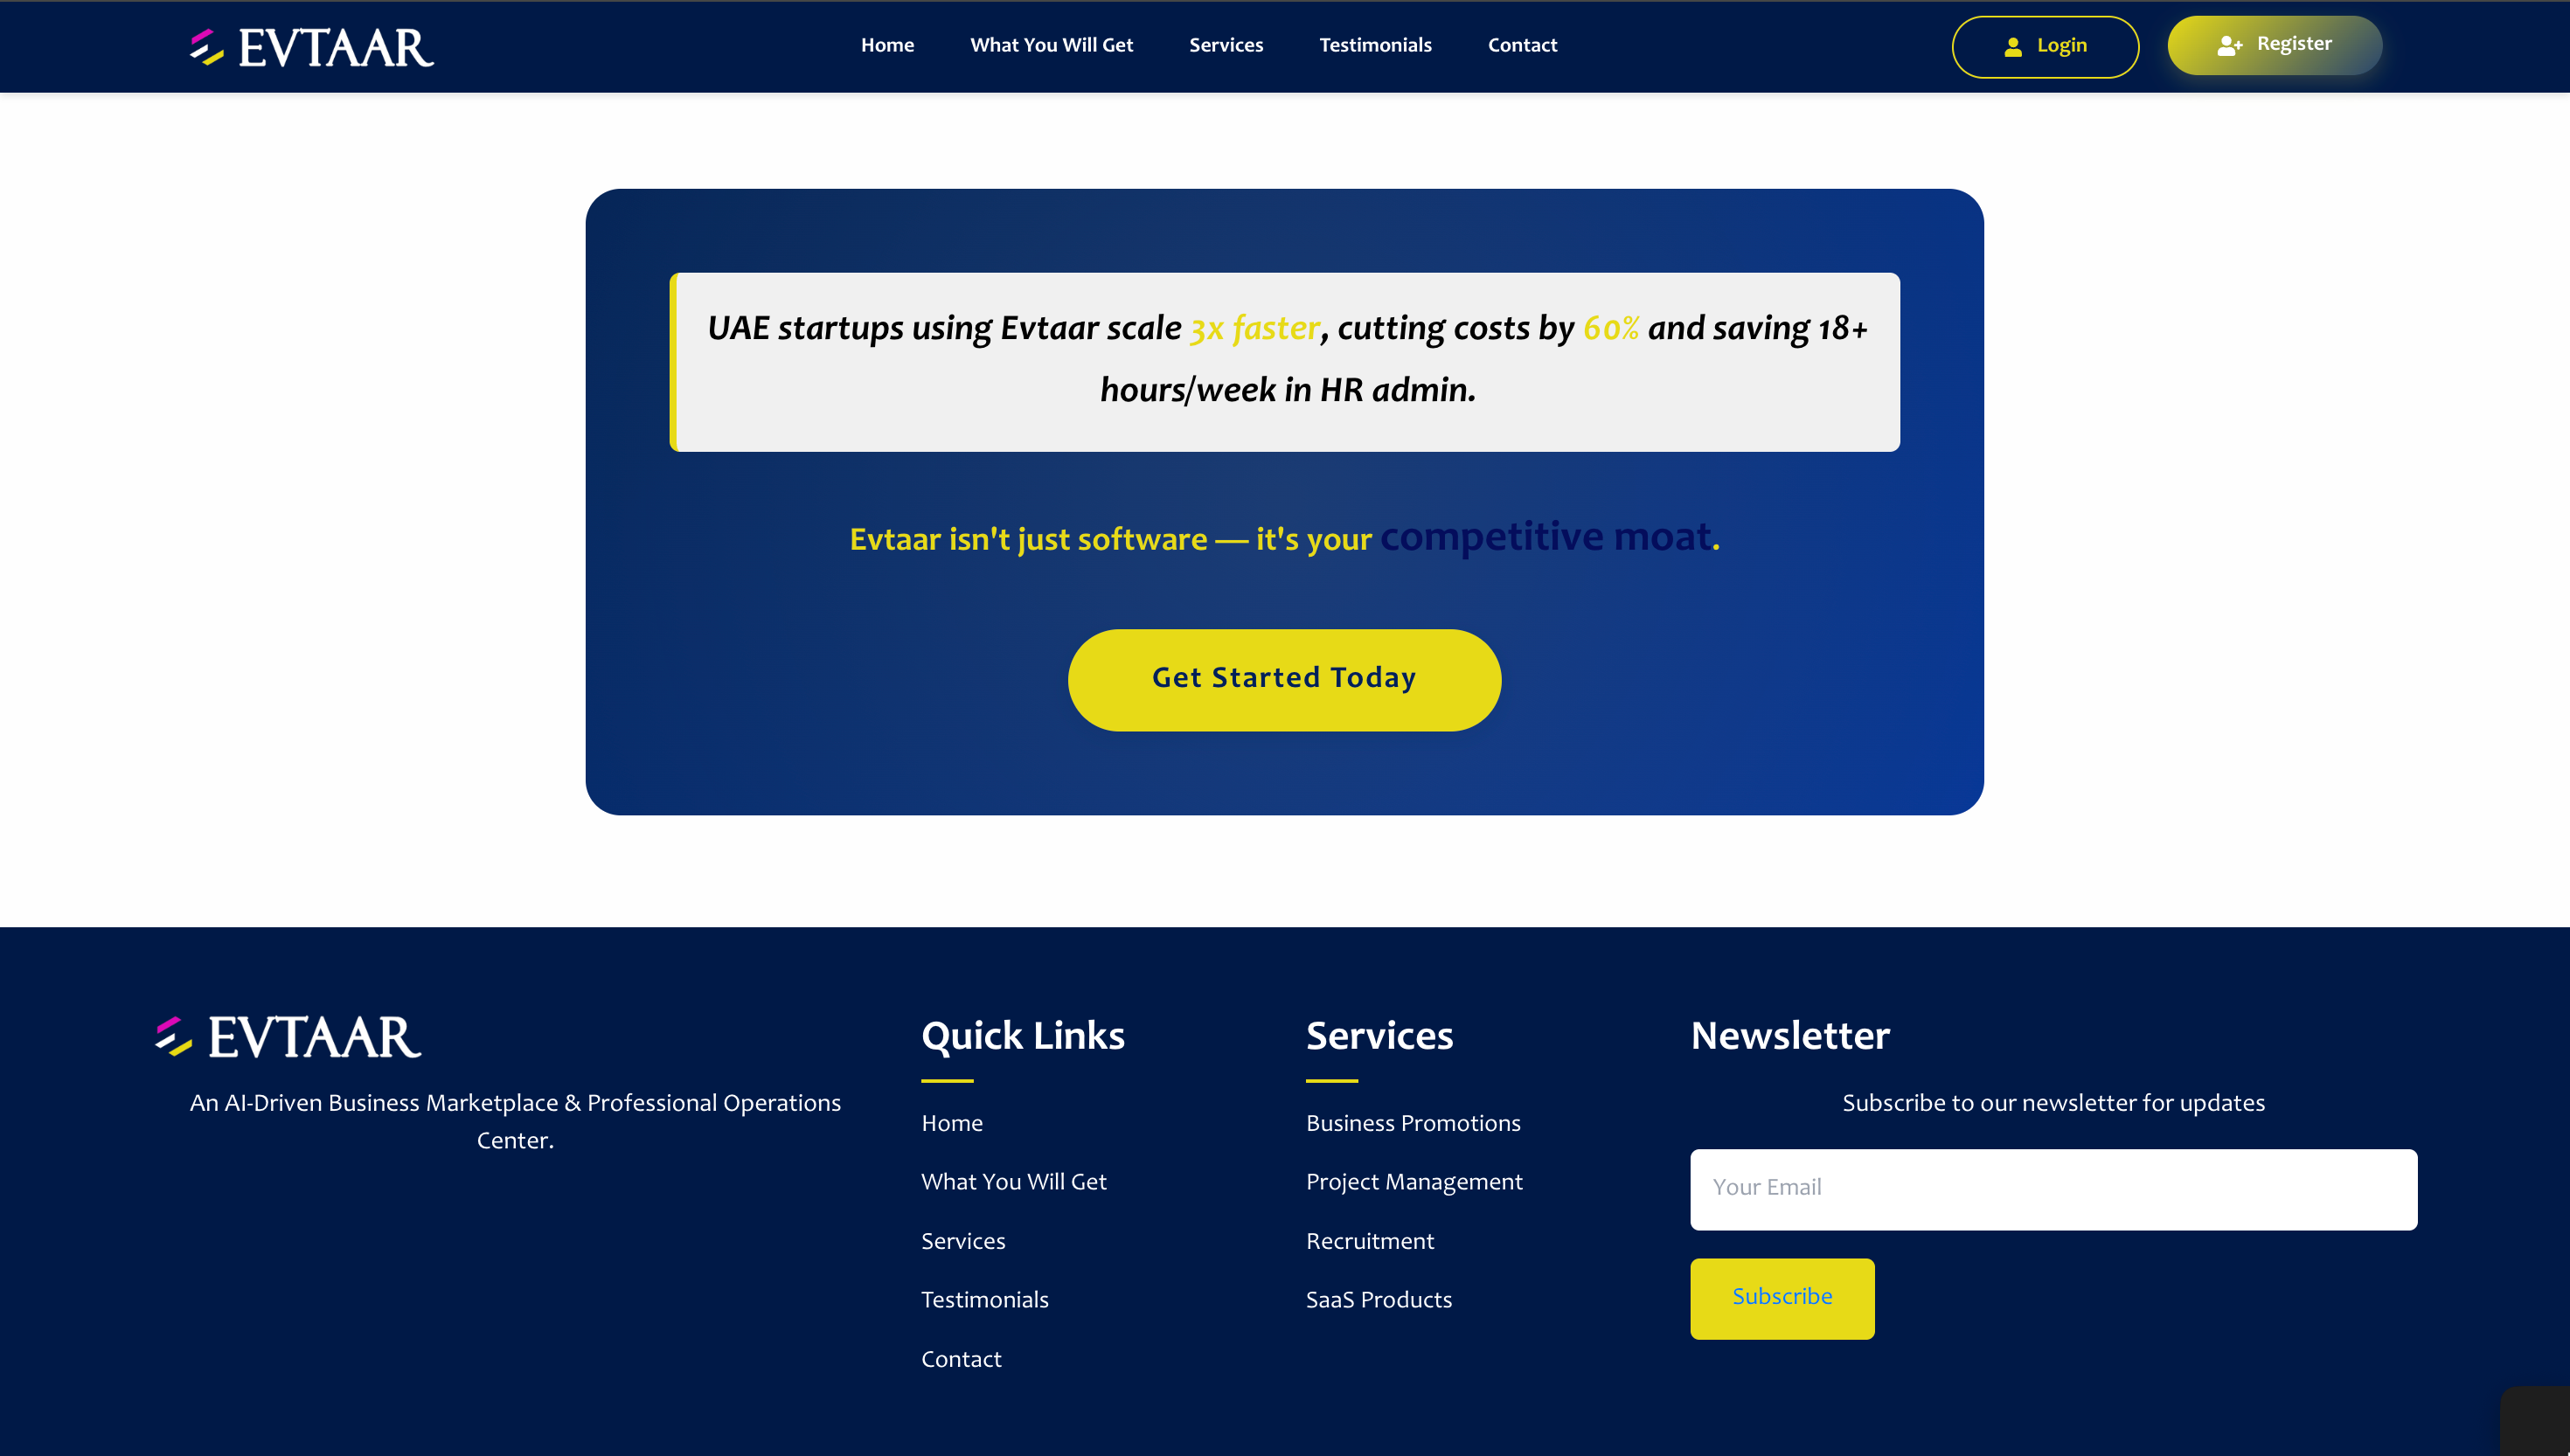 EVTAAR
Home
What You Will Get
Services
Testimonials
Contact
Login
Register
UAE startups using Evtaar scale 3x faster, cutting costs by 60% and saving 18+
hours/week in HR admin.
Evtaar isn't just software — it's your competitive moat.
Get Started Today
EVTAAR
An AI-Driven Business Marketplace & Professional Operations
Center.
Quick Links
Home
What You Will Get
Services
Testimonials
Contact
Services
Business Promotions
Project Management
Recruitment
SaaS Products
Newsletter
Subscribe to our newsletter for updates
Your Email
Subscribe